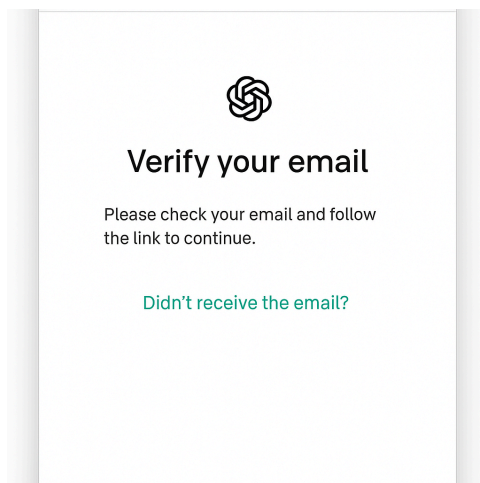 Verify your email
Please check your email and follow
the link to continue.
Didn’t receive the email?